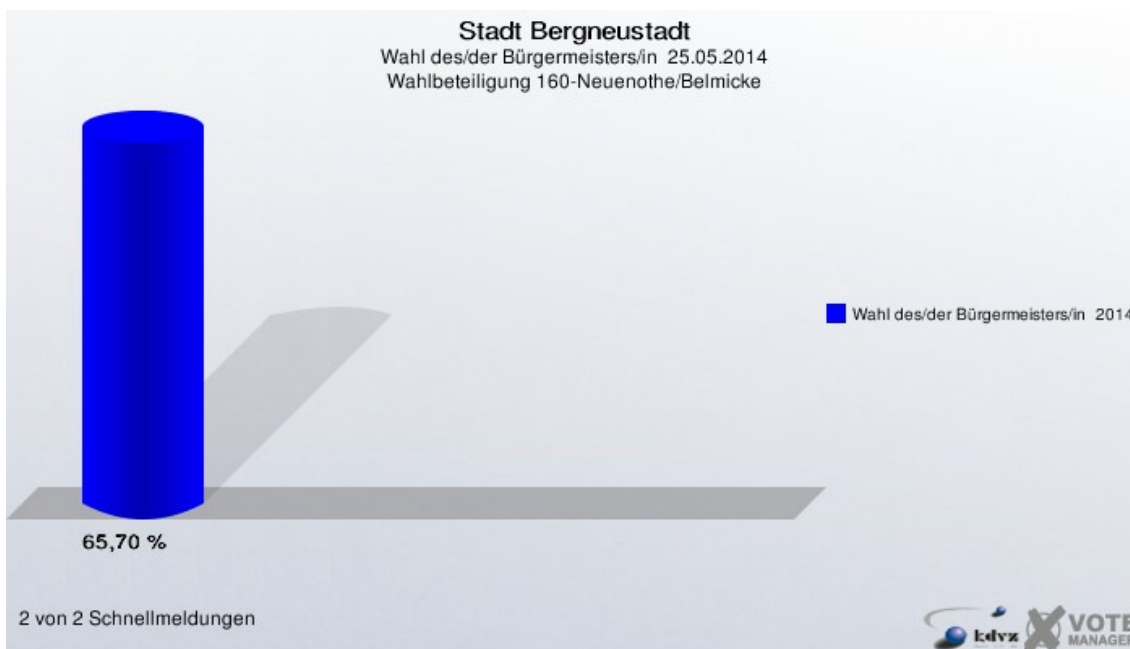 Stadt Bergneustadt
Wahl des/der Bürgermeisters/in 25.05.2014
Wahlbeteiligung 160-Neuenothe/Belmicke
Wahl des/der Bürgermeisters/in 2014
65,70 %
2 von 2 Schnellmeldungen
kdvz
VOTE
MANAGER